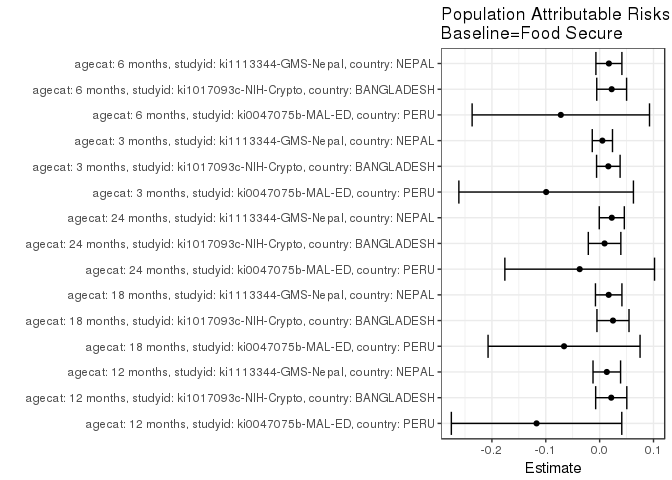 Population Attributable Risks
Baseline=Food Secure
agecat: 6 months, studyid: ki1113344-GMS-Nepal, country: NEPAL
agecat: 6 months, studyid: ki1017093c-NIH-Crypto, country: BANGLADESH
agecat: 6 months, studyid: ki0047075b-MAL-ED, country: PERU
agecat: 3 months, studyid: ki1113344-GMS-Nepal, country: NEPAL
agecat: 3 months, studyid: ki1017093c-NIH-Crypto, country: BANGLADESH
agecat: 3 months, studyid: ki0047075b-MAL-ED, country: PERU
agecat: 24 months, studyid: ki1113344-GMS-Nepal, country: NEPAL
agecat: 24 months, studyid: ki1017093c-NIH-Crypto, country: BANGLADESH
agecat: 24 months, studyid: ki0047075b-MAL-ED, country: PERU
agecat: 18 months, studyid: ki1113344-GMS-Nepal, country: NEPAL
agecat: 18 months, studyid: ki1017093c-NIH-Crypto, country: BANGLADESH
agecat: 18 months, studyid: ki0047075b-MAL-ED, country: PERU
agecat: 12 months, studyid: ki1113344-GMS-Nepal, country: NEPAL
agecat: 12 months, studyid: ki1017093c-NIH-Crypto, country: BANGLADESH
agecat: 12 months, studyid: ki0047075b-MAL-ED, country: PERU
-0.2 -0.1 0.0 0.1
Estimate